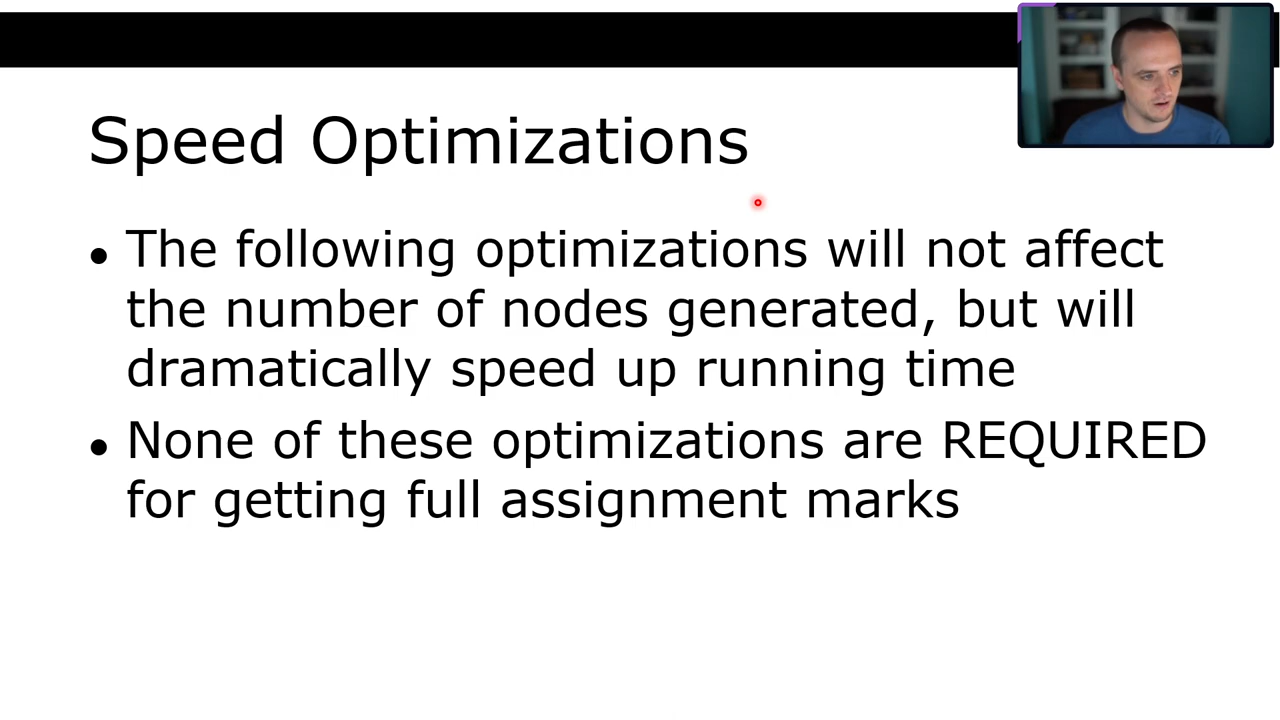 Speed Optimizations
● The following optimizations will not affect
the number of nodes generated, but will
dramatically speed up running time
● None of these optimizations are REQUIRED
for getting full assignment marks